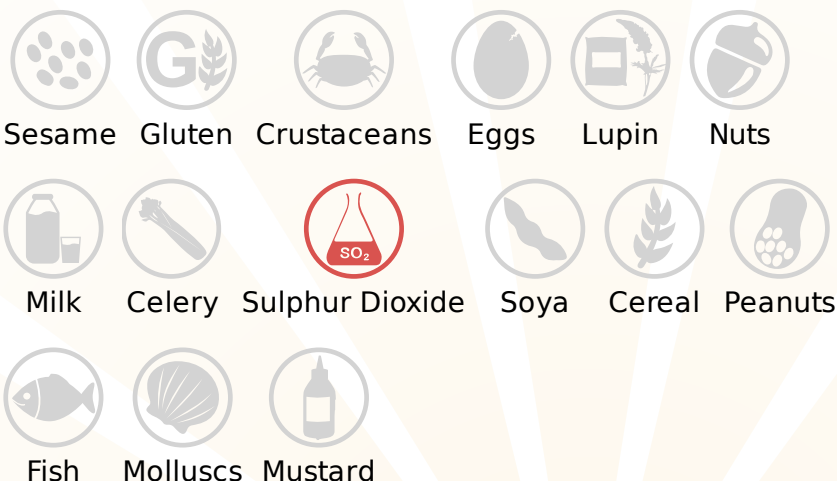 G
Sesame Gluten Crustaceans Eggs Lupin Nuts
SO₂
Milk Celery Sulphur Dioxide Soya Cereal Peanuts
Fish Molluscs Mustard